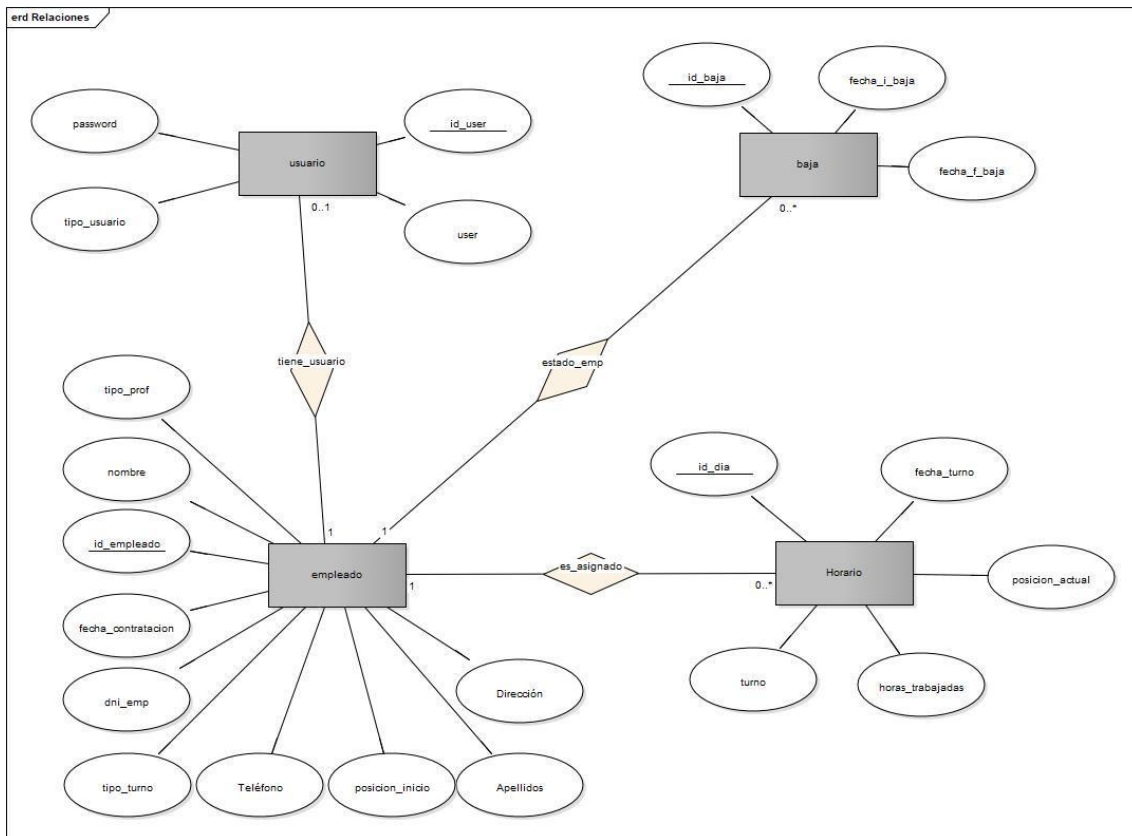 erd Relaciones
id_baja
fecha_i_baja
password
id_user
usuario
baja
fecha_f_baja
tipo_usuario
0..1
user
0..*
tiene_usuario
estado_emp
tipo_prof
nombre
id_dia
fecha_turno
id_empleado
1
1
empleado
es_asignado
Horario
1
0..*
posicion_actual
fecha_contratacion
dni_emp
Dirección
turno
horas_trabajadas
tipo_turno
Teléfono
posicion_inicio
Apellidos